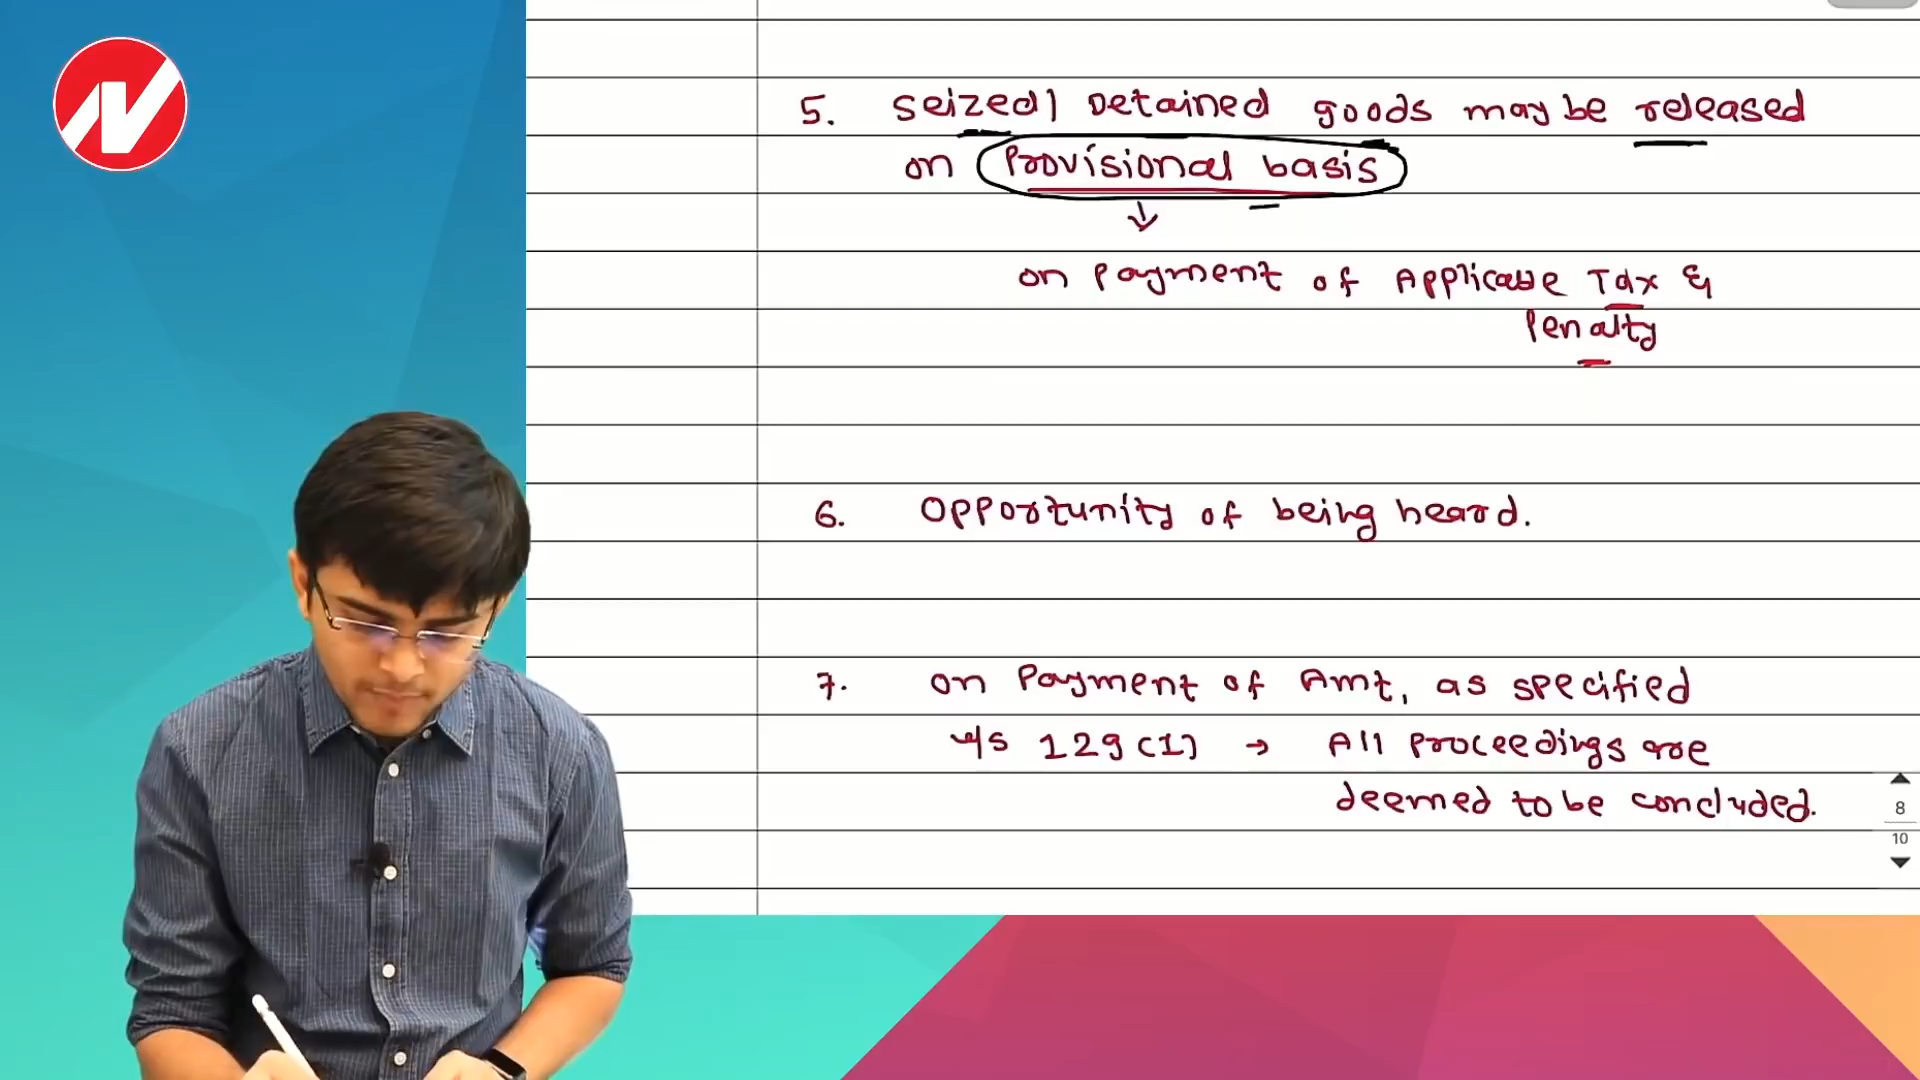 5. Seized/ Detained goods may be released
on Provisional basis
↓
on Payment of Applicable Tax &
Penalty
6. Opportunity of being heard.
7. on Payment of Amt, as specified
u/s 129(1) → All Proceedings are
deemed to be concluded.
8
10